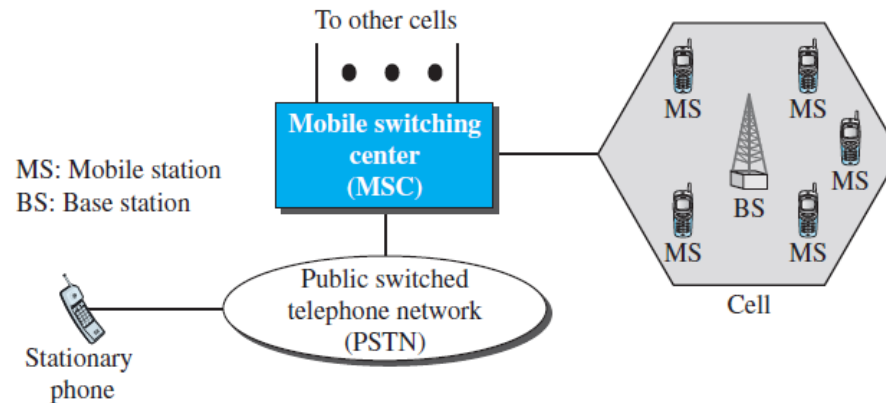 To other cells
Mobile switching
center
(MSC)
MS: Mobile station
BS: Base station
MS
MS
MS
BS
MS
MS
Cell
Public switched
telephone network
(PSTN)
Stationary
phone